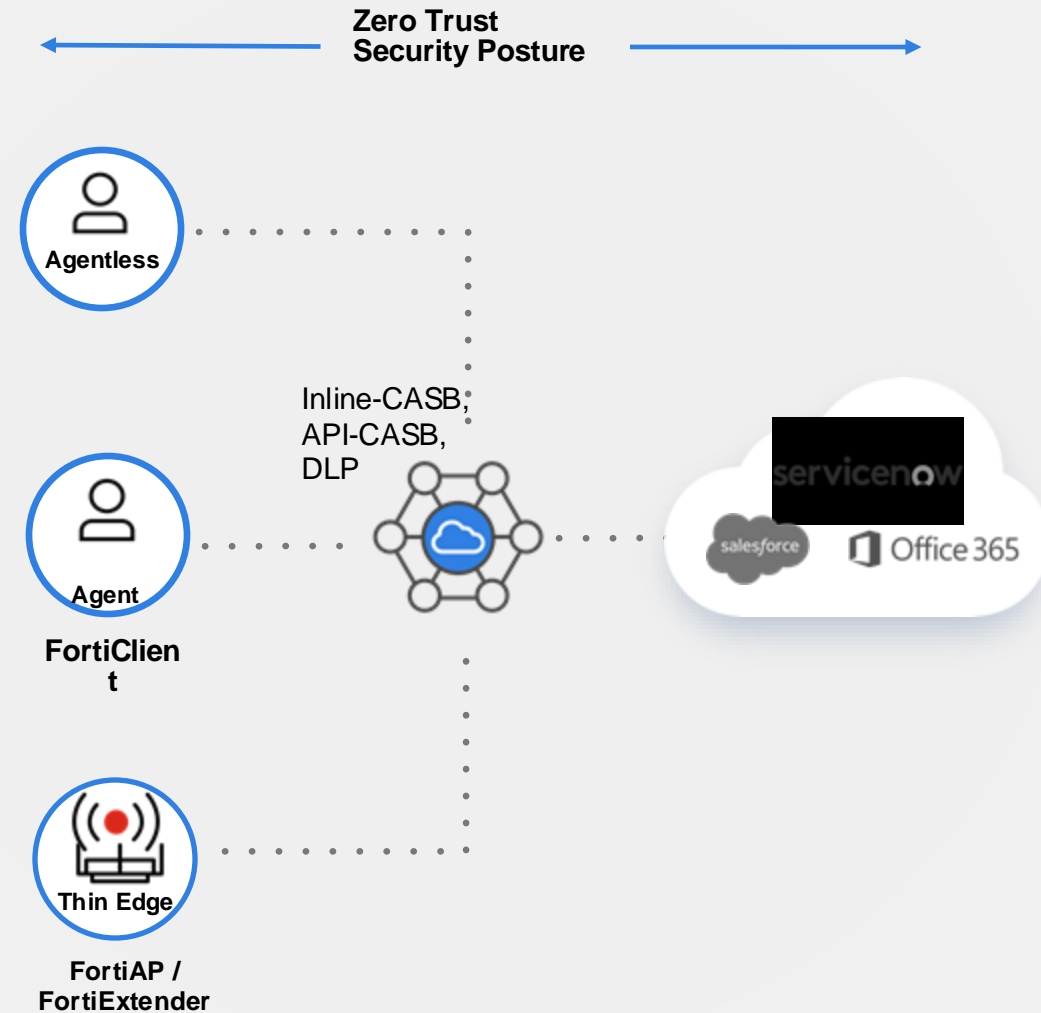 Zero Trust
Security Posture
Agentless
Inline-CASB,
API-CASB,
DLP
servicenow
salesforce
Office 365
Agent
FortiClien
t
Thin Edge
FortiAP /
FortiExtender